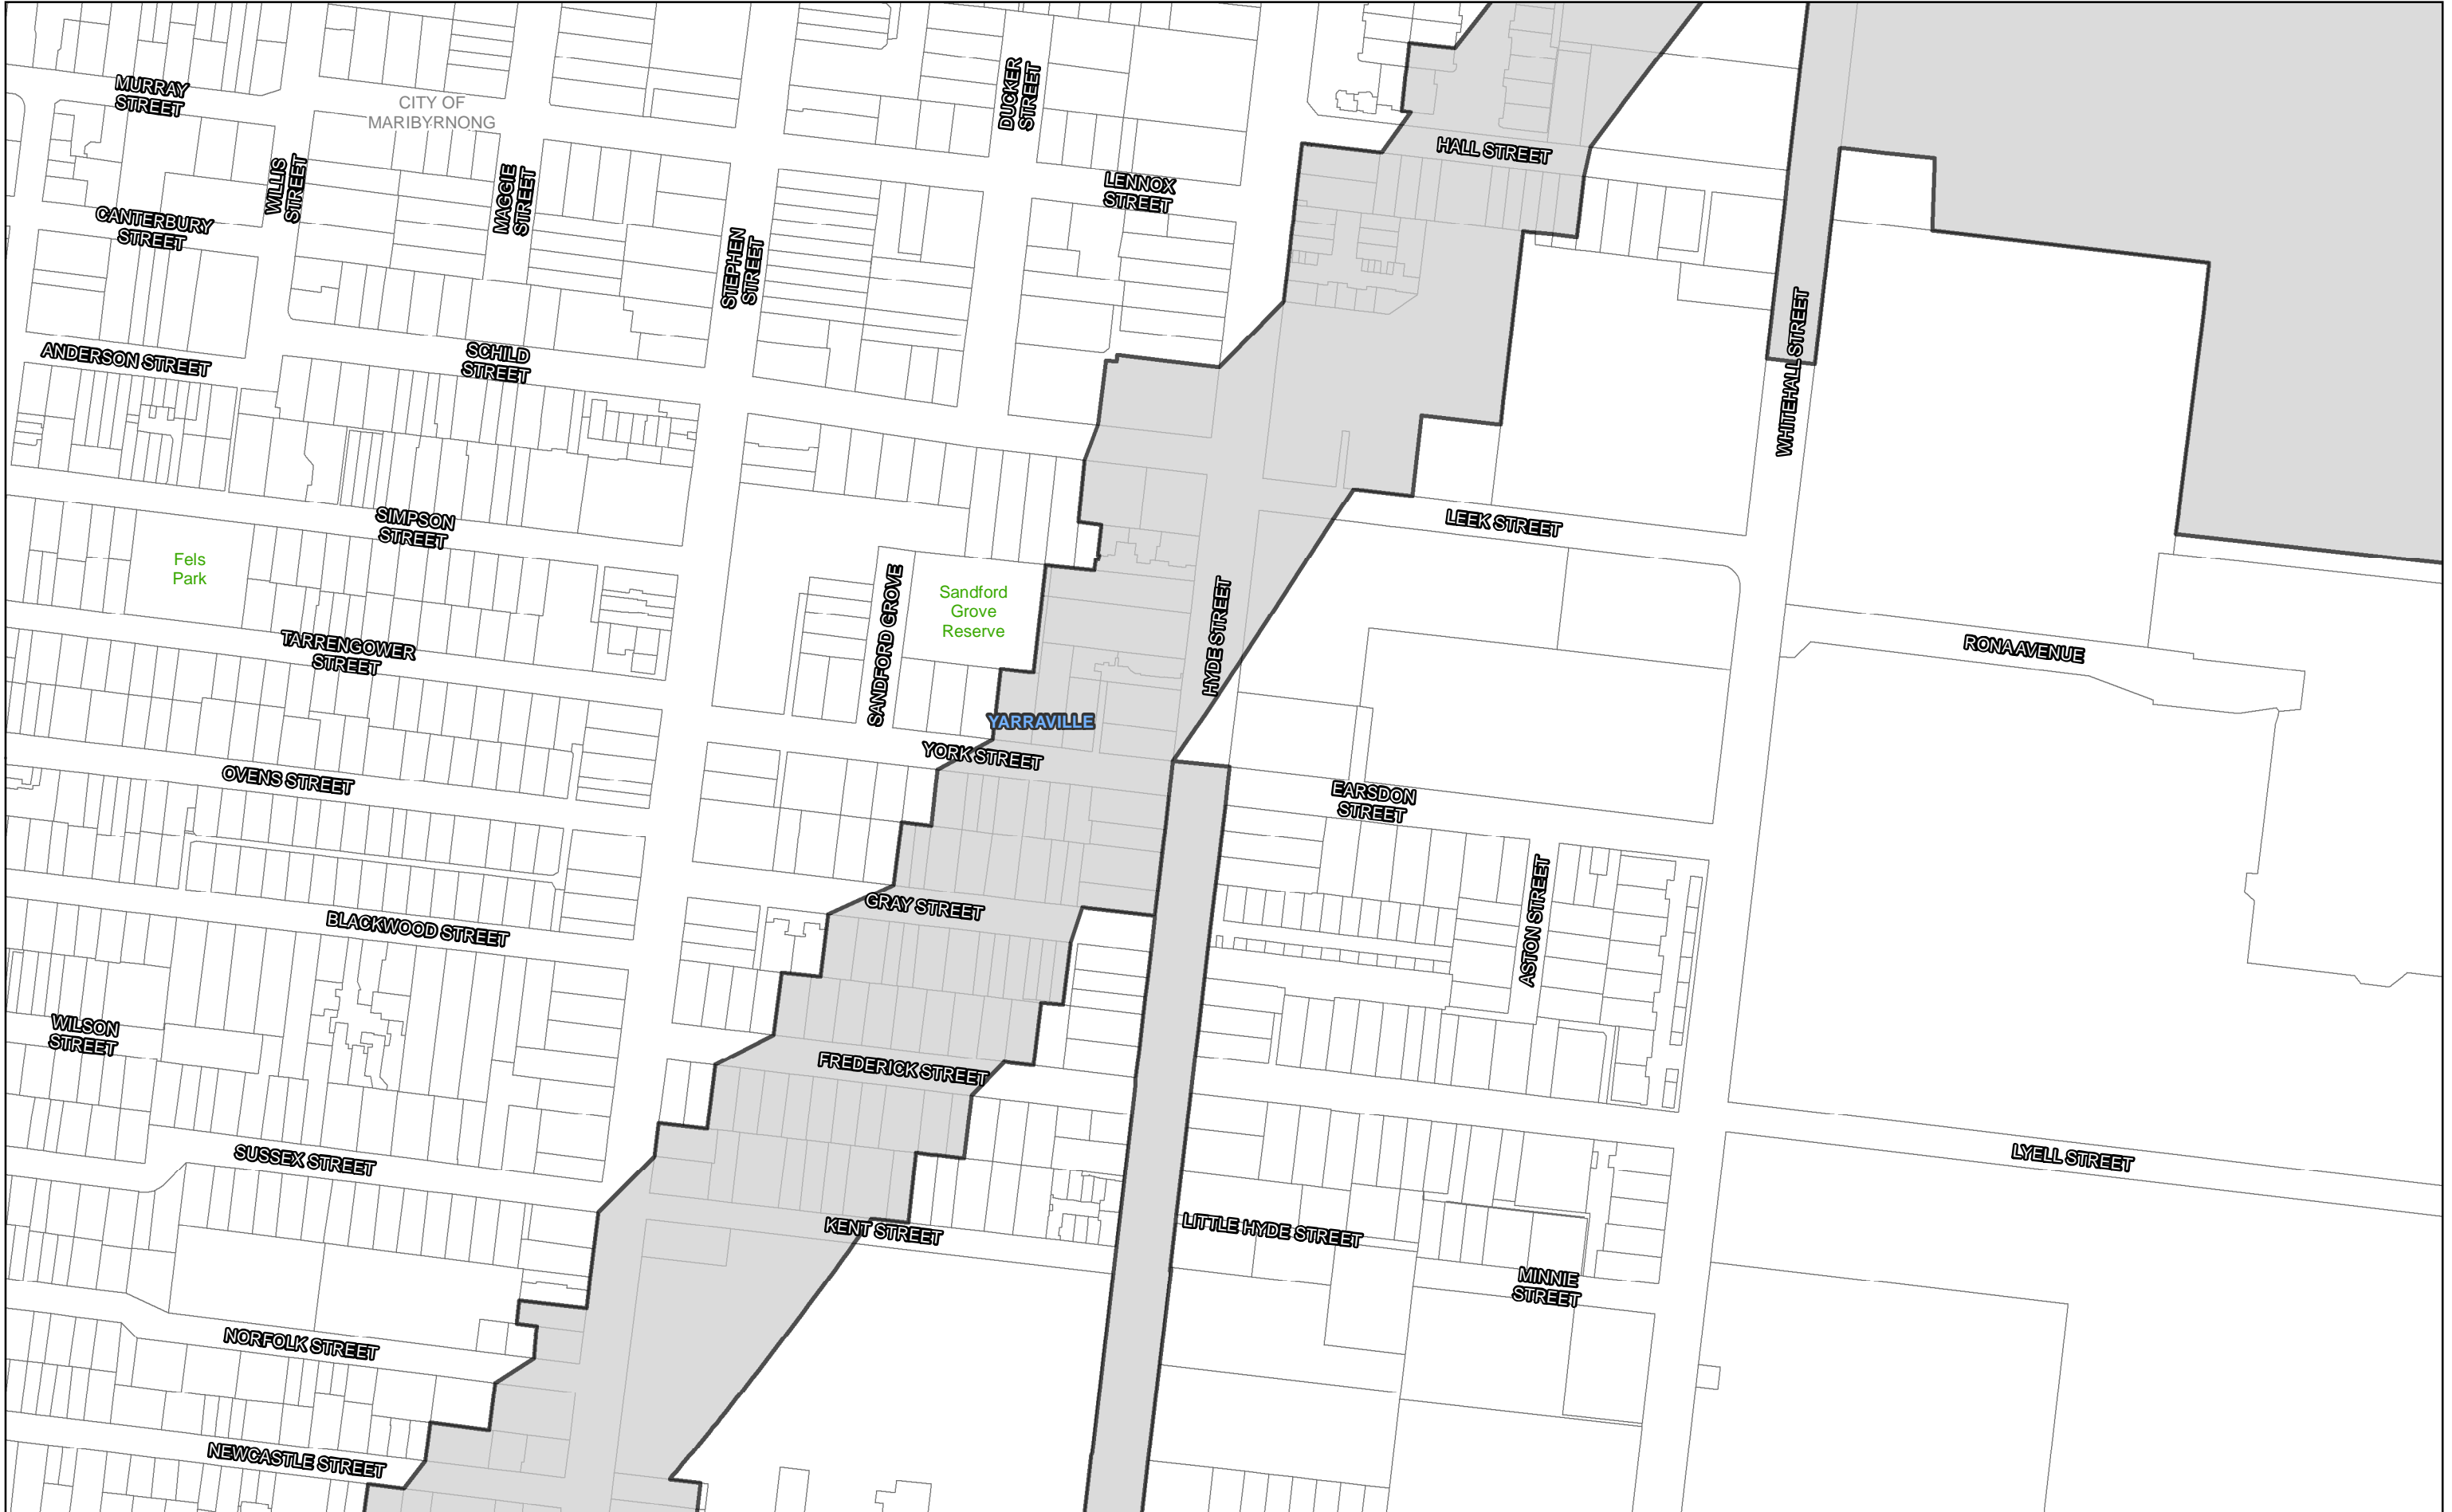 MURRAY
STREET
CITY OF
MARIBYRNONG
DUCKER
STREET
HALL STREET
WILLIS
STREET
MAGGIE
STREET
LENNOX
STREET
CANTERBURY
STREET
STEPHEN
STREET
WHITEHALL STREET
ANDERSON STREET
SCHILD
STREET
SIMPSON
STREET
LEEK STREET
Fels
Park
SANDFORD GROVE
Sandford
Grove
Reserve
HYDE STREET
TARRENGOWER
STREET
RONA AVENUE
YARRAVILLE
YORK STREET
OVENS STREET
EARSDON
STREET
GRAY STREET
BLACKWOOD STREET
ASTON STREET
WILSON
STREET
FREDERICK STREET
SUSSEX STREET
LYELL STREET
KENT STREET
LITTLE HYDE STREET
MINNIE
STREET
NORFOLK STREET
NEWCASTLE STREET